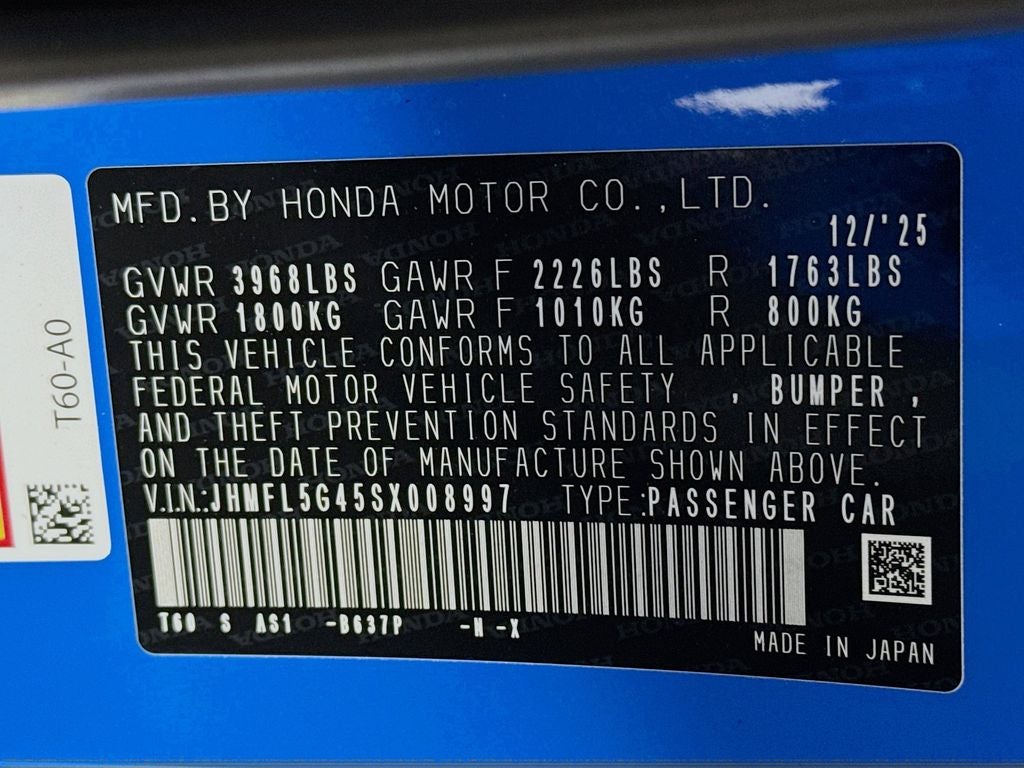 MFD.BY HONDA MOTOR CO.,LTD.
12/'25
GVWR 3968LBS GAWR F 2226LBS R 1763LBS
GVWR 1800KG GAWR F 1010KG R 800KG
THIS VEHICLE CONFORMS TO ALL APPLICABLE
FEDERAL MOTOR VEHICLE SAFETY , BUMPER ,
AND THEFT PREVENTION STANDARDS IN EFFECT
ON THE DATE OF MANUFACTURE SHOWN ABOVE.
V.I.N:JHMFL5G45SX008997 TYPE:PASSENGER CAR
T60 S AS1 -B637P -N -X
MADE IN JAPAN
T60-A0